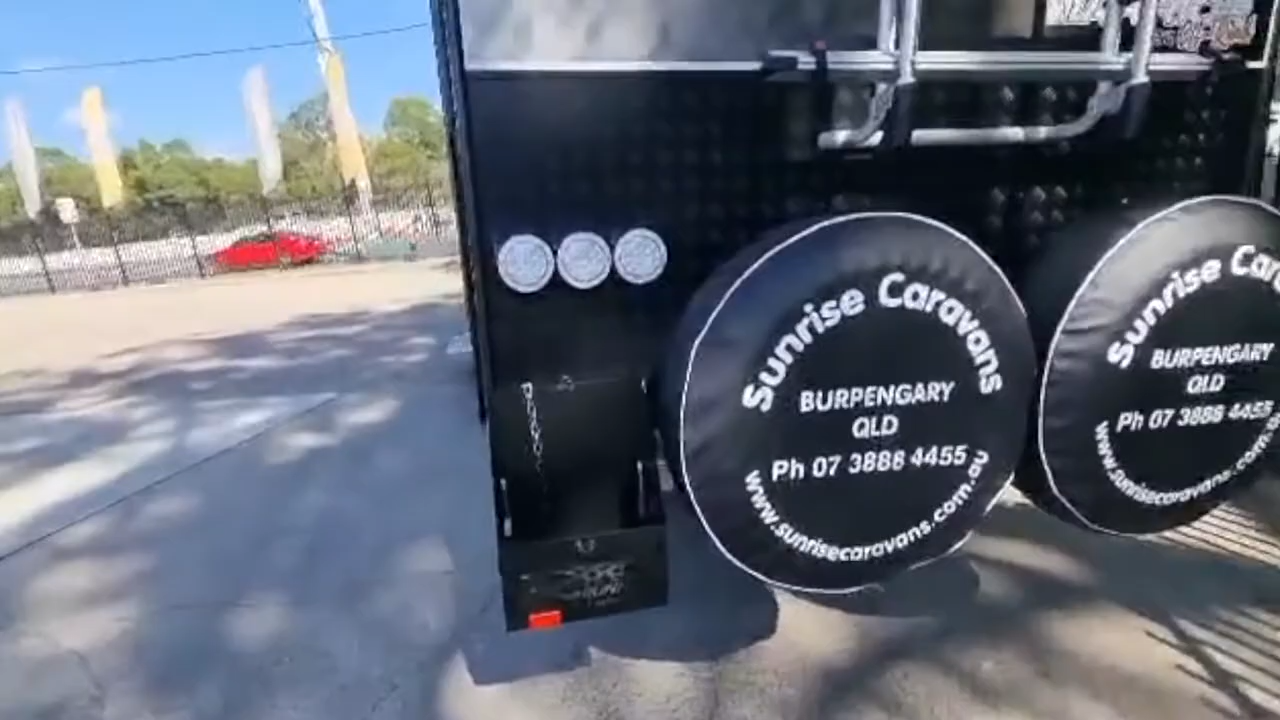 Sunrise Caravans
BURPENGARY
QLD
Ph 07 3888 4455
www.sunrisecaravans.com.au
Sunrise Car
BURPENGARY
QLD
Ph 07 3888 4455
www.sunrisecaravans.com.a